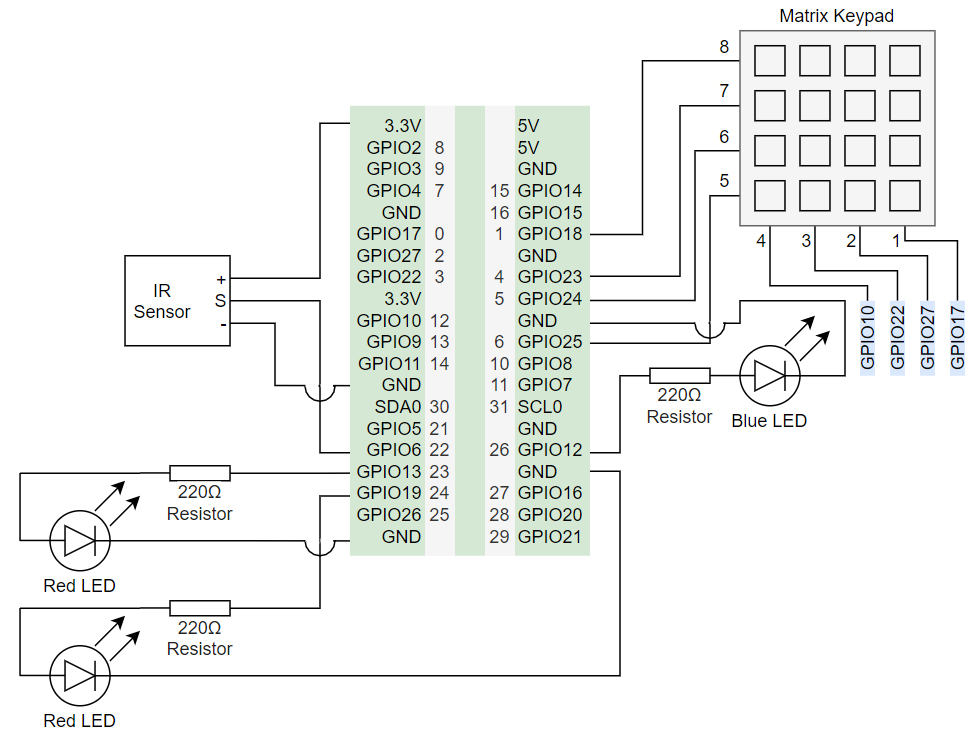 Matrix Keypad
8
7
6
5
4 3 2 1
GPIO10
GPIO22
GPIO27
GPIO17
3.3V 5V
GPIO2 8 5V
GPIO3 9 GND
GPIO4 7 15 GPIO14
GND 16 GPIO15
GPIO17 0 1 GPIO18
GPIO27 2 GND
GPIO22 3 4 GPIO23
3.3V 5 GPIO24
GPIO10 12 GND
GPIO9 13 6 GPIO25
GPIO11 14 10 GPIO8
GND 11 GPIO7
SDA0 30 31 SCL0
GPIO5 21 GND
GPIO6 22 26 GPIO12
GPIO13 23 GND
GPIO19 24 27 GPIO16
GPIO26 25 28 GPIO20
GND 29 GPIO21
IR
Sensor
+
S
-
220Ω
Resistor
Blue LED
220Ω
Resistor
Red LED
220Ω
Resistor
Red LED